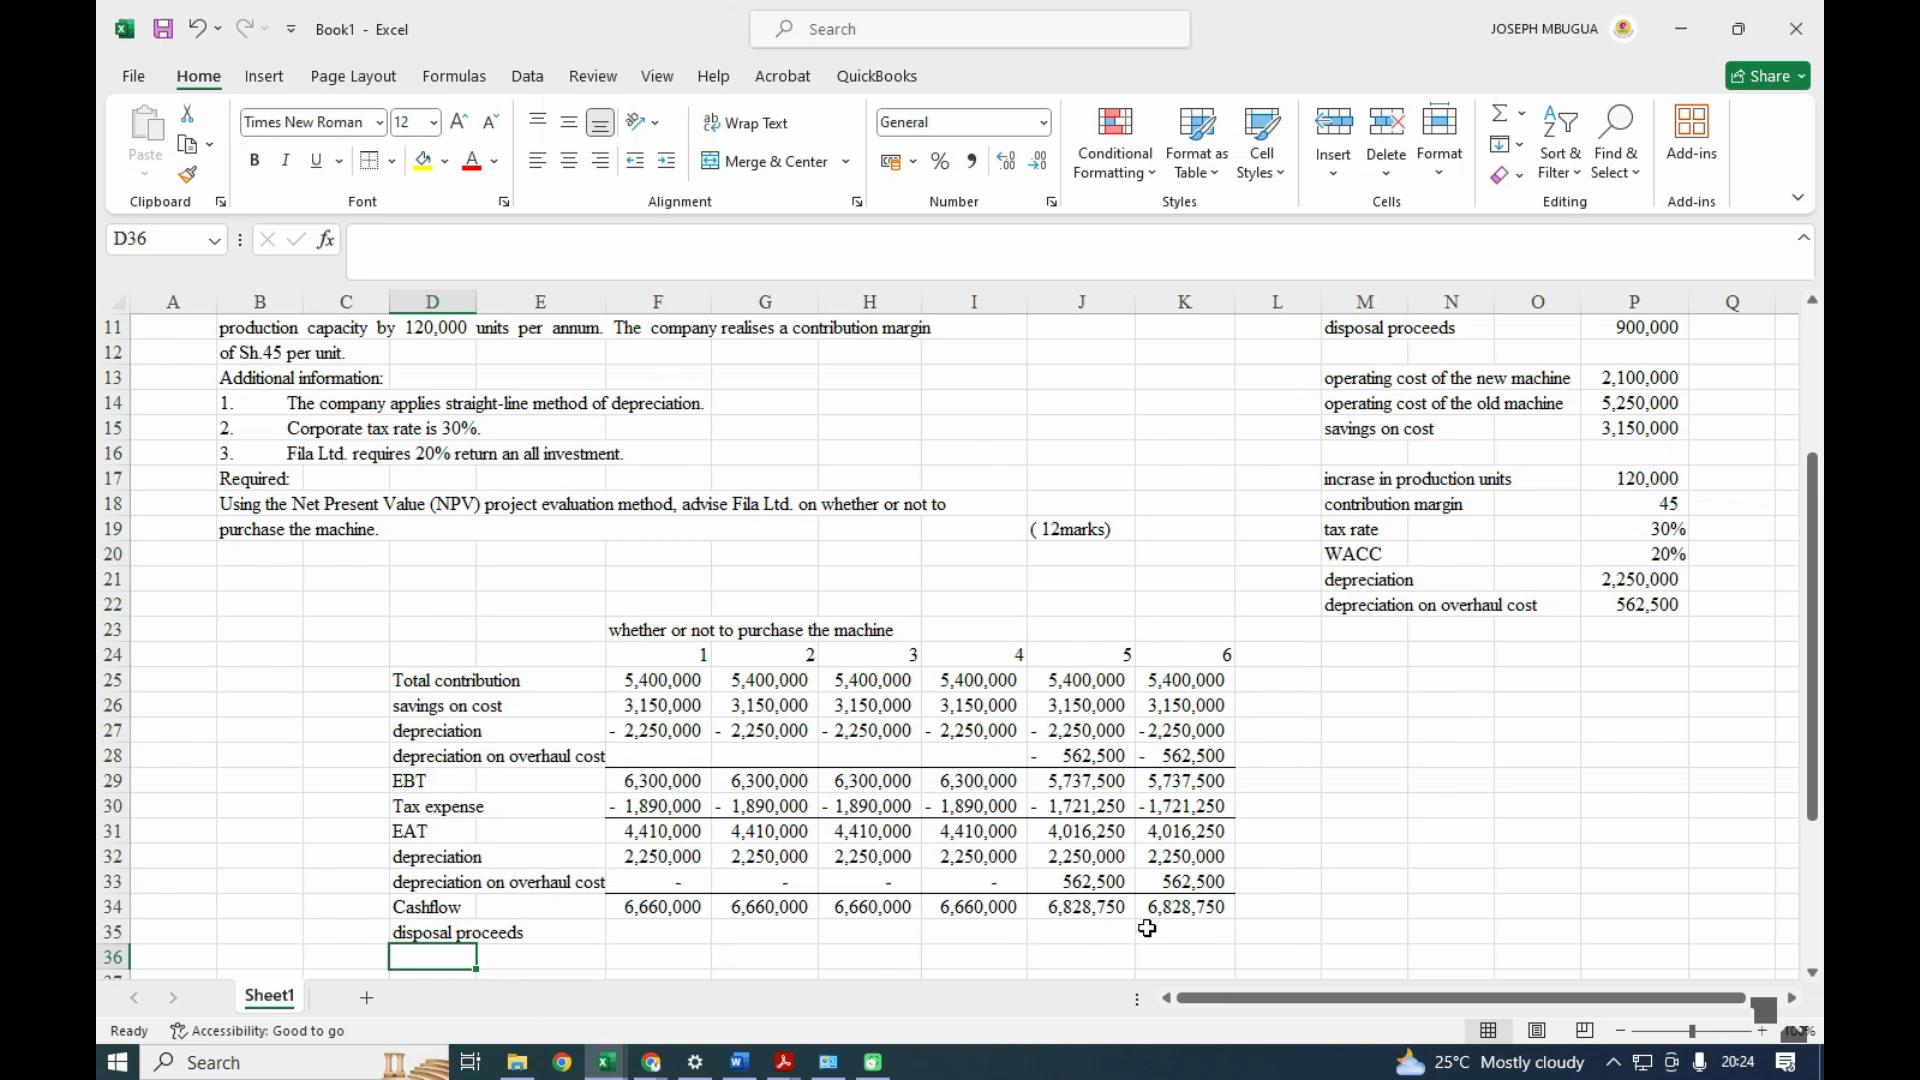 Book1 - Excel
Search
JOSEPH MBUGUA
File Home Insert Page Layout Formulas Data Review View Help Acrobat QuickBooks
Share
Paste
Times New Roman 12
Wrap Text
Merge & Center
General
Conditional Formatting
Format as Table
Cell Styles
Insert Delete Format
Sort & Filter
Find & Select
Add-ins
Clipboard Font Alignment Number Styles Cells Editing Add-ins
D36
fx
A B C D E F G H I J K L M N O P Q
11 production capacity by 120,000 units per annum. The company realises a contribution margin disposal proceeds 900,000
12 of Sh.45 per unit.
13 Additional information: operating cost of the new machine 2,100,000
14 1. The company applies straight-line method of depreciation. operating cost of the old machine 5,250,000
15 2. Corporate tax rate is 30%. savings on cost 3,150,000
16 3. Fila Ltd. requires 20% return an all investment.
17 Required: incrase in production units 120,000
18 Using the Net Present Value (NPV) project evaluation method, advise Fila Ltd. on whether or not to contribution margin 45
19 purchase the machine. ( 12marks) tax rate 30%
20 WACC 20%
21 depreciation 2,250,000
22 depreciation on overhaul cost 562,500
23 whether or not to purchase the machine
24 1 2 3 4 5 6
25 Total contribution 5,400,000 5,400,000 5,400,000 5,400,000 5,400,000 5,400,000
26 savings on cost 3,150,000 3,150,000 3,150,000 3,150,000 3,150,000 3,150,000
27 depreciation - 2,250,000 - 2,250,000 - 2,250,000 - 2,250,000 - 2,250,000 - 2,250,000
28 depreciation on overhaul cost - 562,500 - 562,500
29 EBT 6,300,000 6,300,000 6,300,000 6,300,000 5,737,500 5,737,500
30 Tax expense - 1,890,000 - 1,890,000 - 1,890,000 - 1,890,000 - 1,721,250 - 1,721,250
31 EAT 4,410,000 4,410,000 4,410,000 4,410,000 4,016,250 4,016,250
32 depreciation 2,250,000 2,250,000 2,250,000 2,250,000 2,250,000 2,250,000
33 depreciation on overhaul cost - - - - 562,500 562,500
34 Cashflow 6,660,000 6,660,000 6,660,000 6,660,000 6,828,750 6,828,750
35 disposal proceeds
36
Sheet1
Ready Accessibility: Good to go
Search 25°C Mostly cloudy 20:24